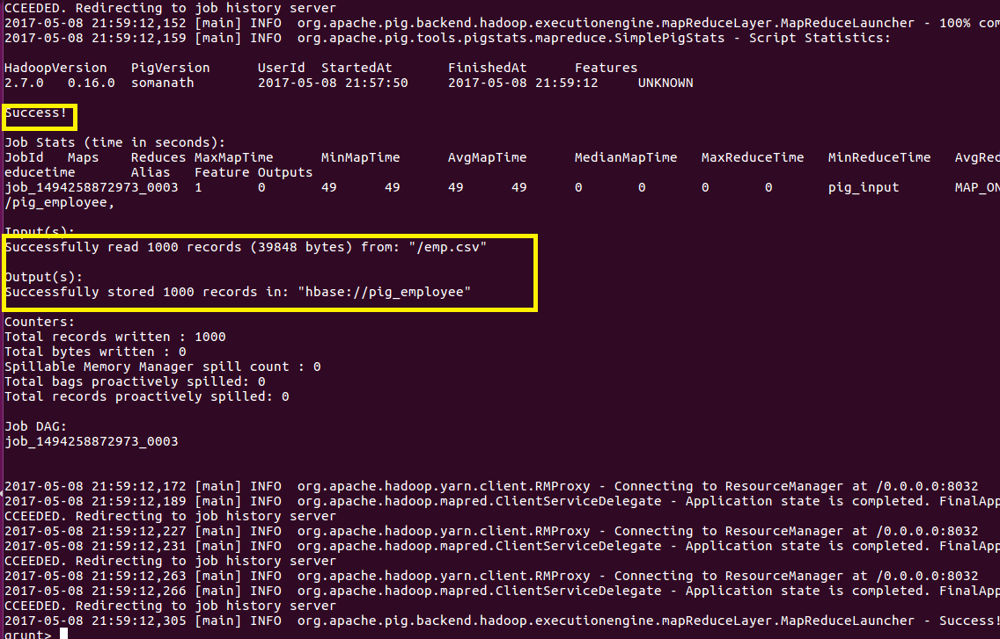 CCEEDED. Redirecting to job history server
2017-05-08 21:59:12,152 [main] INFO  org.apache.pig.backend.hadoop.executionengine.mapReduceLayer.MapReduceLauncher - 100% com
2017-05-08 21:59:12,159 [main] INFO  org.apache.pig.tools.pigstats.mapreduce.SimplePigStats - Script Statistics:
HadoopVersion   PigVersion      UserId  StartedAt       FinishedAt      Features
2.7.0   0.16.0  somanath        2017-05-08 21:57:50     2017-05-08 21:59:12     UNKNOWN
Success!
Job Stats (time in seconds):
JobId   Maps    Reduces MaxMapTime      MinMapTime      AvgMapTime      MedianMapTime   MaxReduceTime   MinReduceTime   AvgRed
educetime       Alias   Feature Outputs
job_1494258872973_0003  1       0       49      49      49      49      0       0       0       0       pig_input       MAP_ON
/pig_employee,
Input(s):
Successfully read 1000 records (39848 bytes) from: "/emp.csv"
Output(s):
Successfully stored 1000 records in: "hbase://pig_employee"
Counters:
Total records written : 1000
Total bytes written : 0
Spillable Memory Manager spill count : 0
Total bags proactively spilled: 0
Total records proactively spilled: 0
Job DAG:
job_1494258872973_0003
2017-05-08 21:59:12,172 [main] INFO  org.apache.hadoop.yarn.client.RMProxy - Connecting to ResourceManager at /0.0.0.0:8032
2017-05-08 21:59:12,189 [main] INFO  org.apache.hadoop.mapred.ClientServiceDelegate - Application state is completed. FinalApp
CCEEDED. Redirecting to job history server
2017-05-08 21:59:12,227 [main] INFO  org.apache.hadoop.yarn.client.RMProxy - Connecting to ResourceManager at /0.0.0.0:8032
2017-05-08 21:59:12,231 [main] INFO  org.apache.hadoop.mapred.ClientServiceDelegate - Application state is completed. FinalApp
CCEEDED. Redirecting to job history server
2017-05-08 21:59:12,263 [main] INFO  org.apache.hadoop.yarn.client.RMProxy - Connecting to ResourceManager at /0.0.0.0:8032
2017-05-08 21:59:12,266 [main] INFO  org.apache.hadoop.mapred.ClientServiceDelegate - Application state is completed. FinalApp
CCEEDED. Redirecting to job history server
2017-05-08 21:59:12,305 [main] INFO  org.apache.pig.backend.hadoop.executionengine.mapReduceLayer.MapReduceLauncher - Success!
grunt>